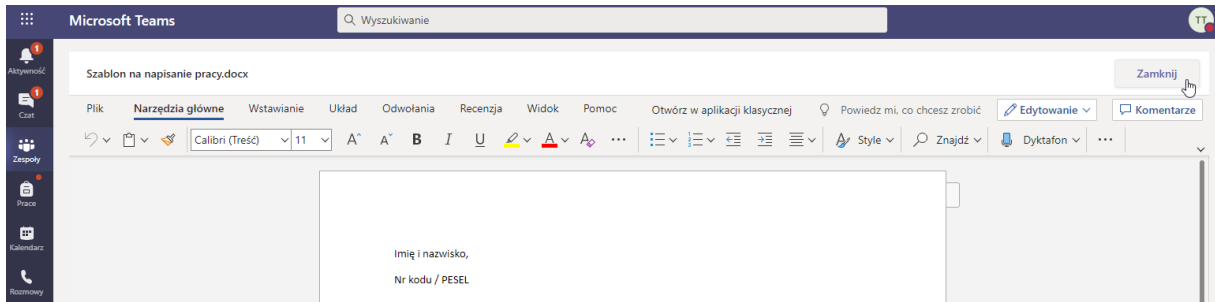 Microsoft Teams
Wyszukiwanie
TT
1
Aktywność
Szablon na napisanie pracy.docx
Zamknij
1
Czat
Plik Narzędzia główne Wstawianie Układ Odwołania Recenzja Widok Pomoc Otwórz w aplikacji klasycznej Powiedz mi, co chcesz zrobić Edytowanie Komentarze
Calibri (Treść) 11 A A B I U A A Style Znajdź Dyktafon
Zespoły
Prace
Kalendarz
Rozmowy
Imię i nazwisko,
Nr kodu / PESEL